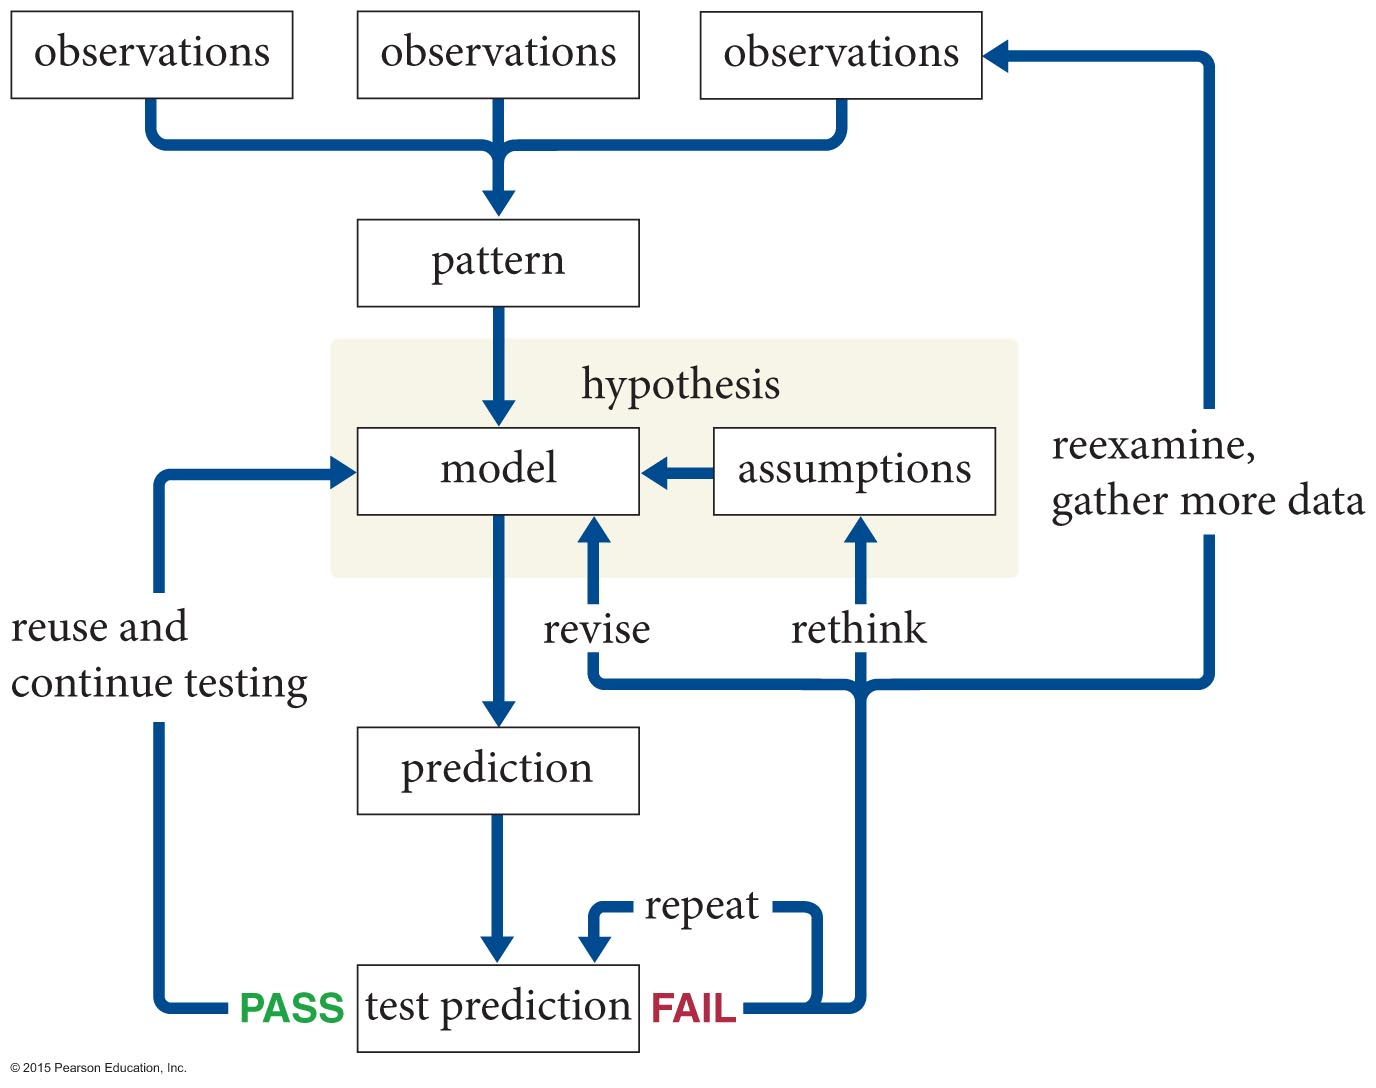 observations
observations
observations
pattern
hypothesis
model
assumptions
reexamine,
gather more data
reuse and
continue testing
revise
rethink
prediction
repeat
PASS
test prediction
FAIL
© 2015 Pearson Education, Inc.